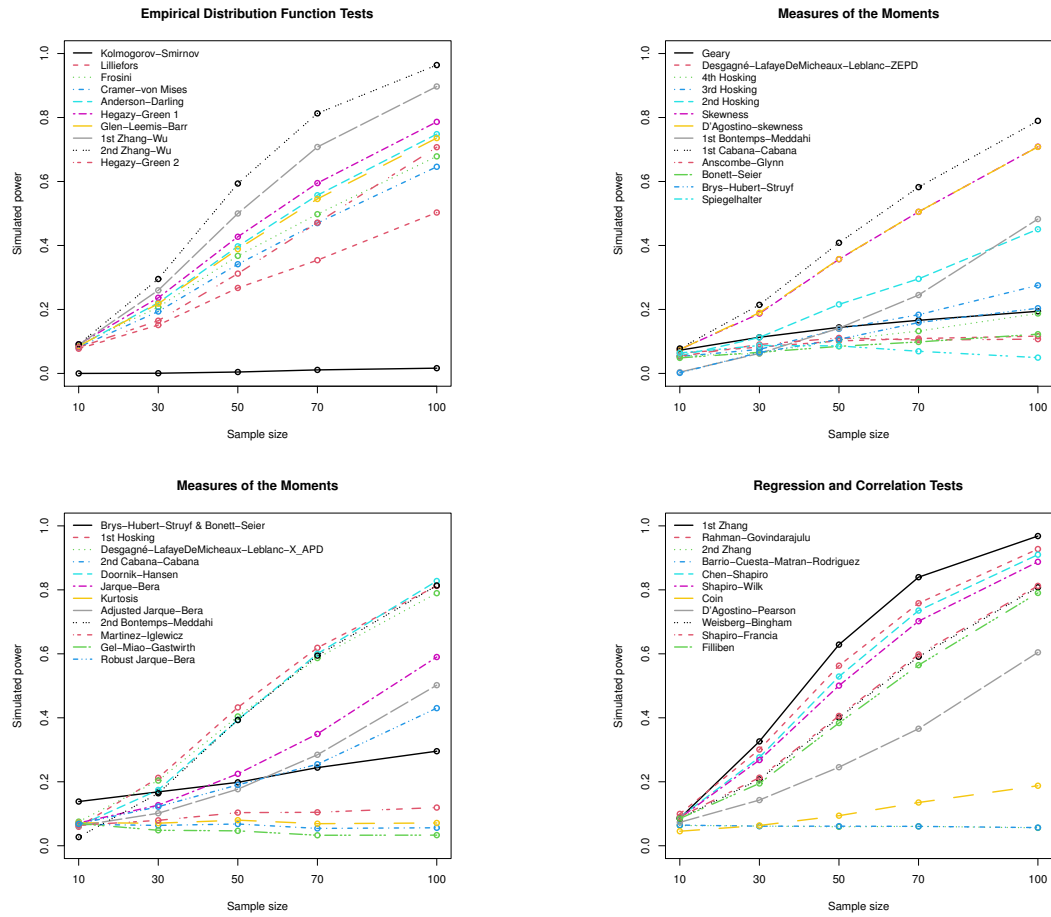 Empirical Distribution Function Tests
Simulated power
0.0 0.2 0.4 0.6 0.8 1.0
Kolmogorov−Smirnov
Lilliefors
Frosini
Cramer−von Mises
Anderson−Darling
Hegazy−Green 1
Glen−Leemis−Barr
1st Zhang−Wu
2nd Zhang−Wu
Hegazy−Green 2
10 30 50 70 100
Sample size
Measures of the Moments
Simulated power
0.0 0.2 0.4 0.6 0.8 1.0
Geary
Desgagné−LafayeDeMicheaux−Leblanc−ZEPD
4th Hosking
3rd Hosking
2nd Hosking
Skewness
D'Agostino−skewness
1st Bontemps−Meddahi
1st Cabana−Cabana
Anscombe−Glynn
Bonett−Seier
Brys−Hubert−Struyf
Spiegelhalter
10 30 50 70 100
Sample size
Measures of the Moments
Simulated power
0.0 0.2 0.4 0.6 0.8 1.0
Brys−Hubert−Struyf & Bonett−Seier
1st Hosking
Desgagné−LafayeDeMicheaux−Leblanc−X_APD
2nd Cabana−Cabana
Doornik−Hansen
Jarque−Bera
Kurtosis
Adjusted Jarque−Bera
2nd Bontemps−Meddahi
Martinez−Iglewicz
Gel−Miao−Gastwirth
Robust Jarque−Bera
10 30 50 70 100
Sample size
Regression and Correlation Tests
Simulated power
0.0 0.2 0.4 0.6 0.8 1.0
1st Zhang
Rahman−Govindarajulu
2nd Zhang
Barrio−Cuesta−Matran−Rodriguez
Chen−Shapiro
Shapiro−Wilk
Coin
D'Agostino−Pearson
Weisberg−Bingham
Shapiro−Francia
Filliben
10 30 50 70 100
Sample size